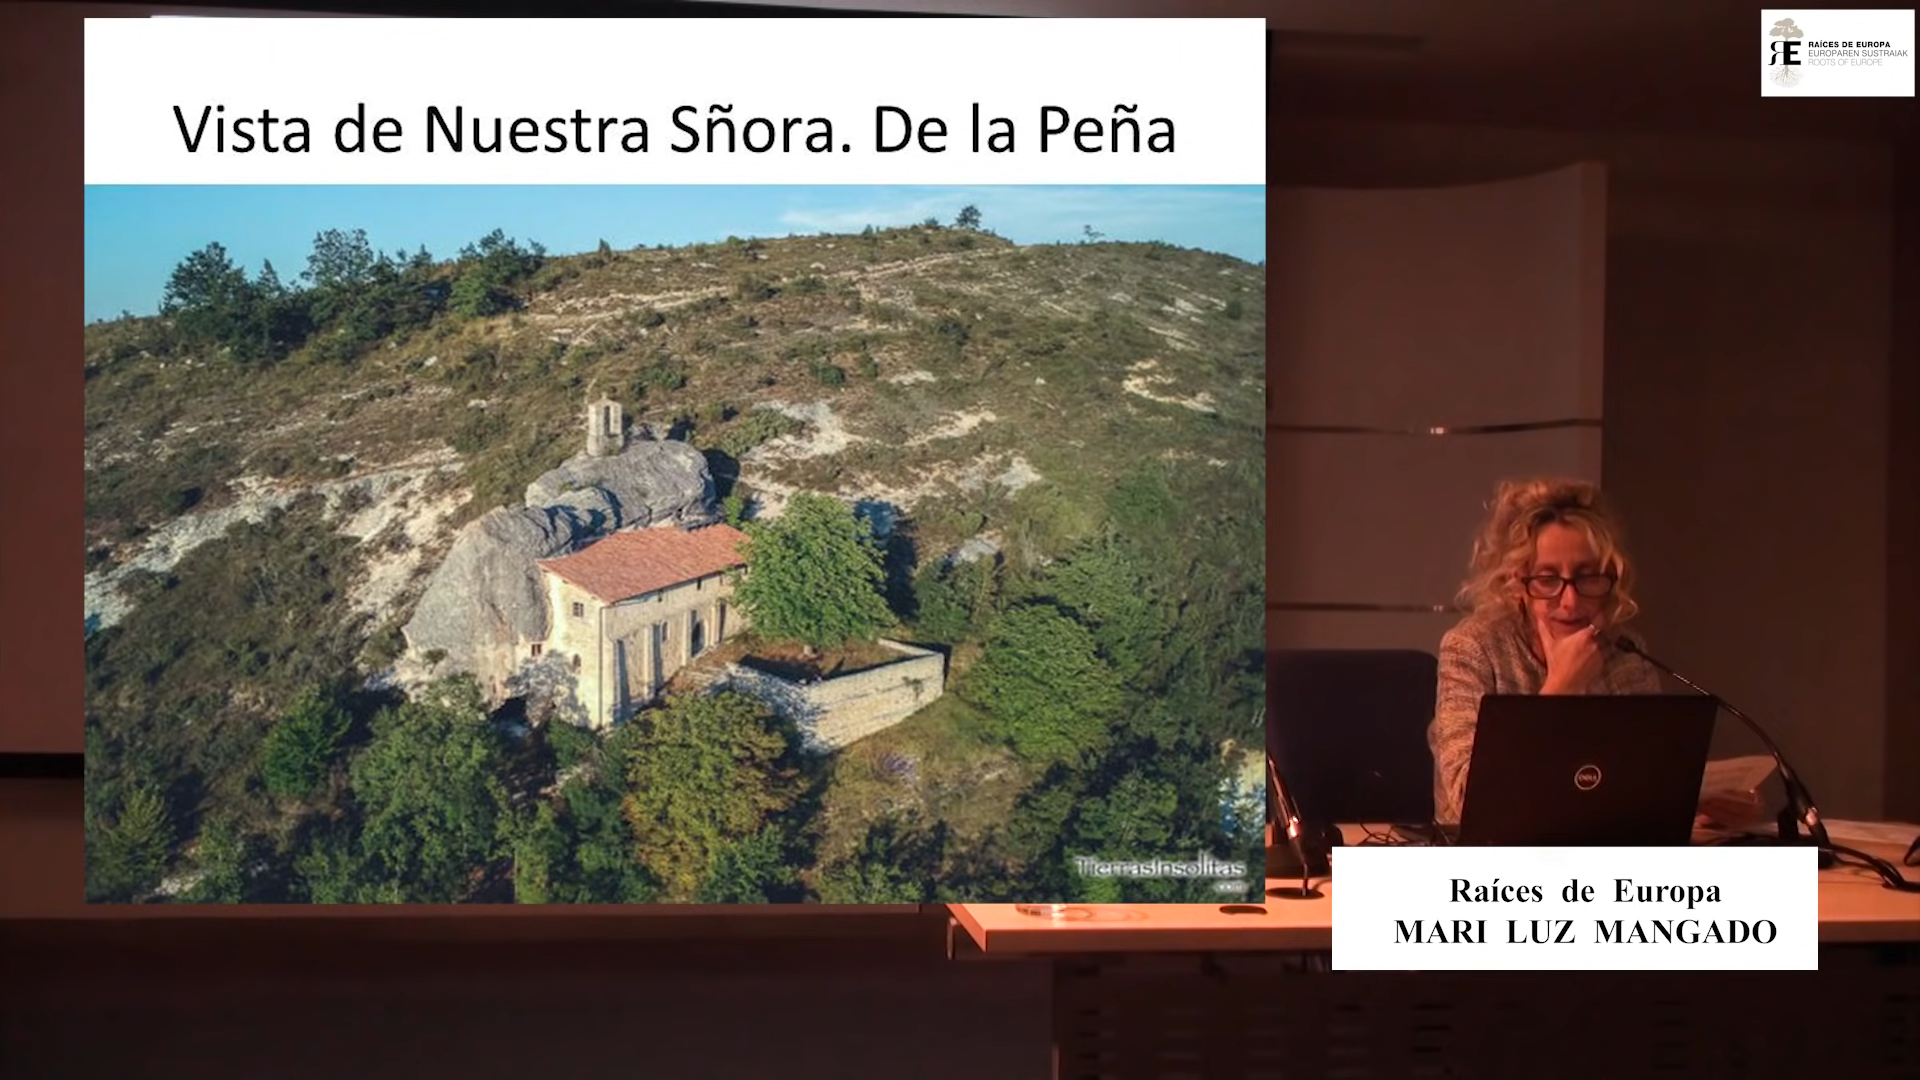 Vista de Nuestra Sñora. De la Peña
RAÍCES DE EUROPA
EUROPAREN SUSTRAIAK
ROOTS OF EUROPE
TierrasInsolitas
.com
DELL
Raíces de Europa
MARI LUZ MANGADO